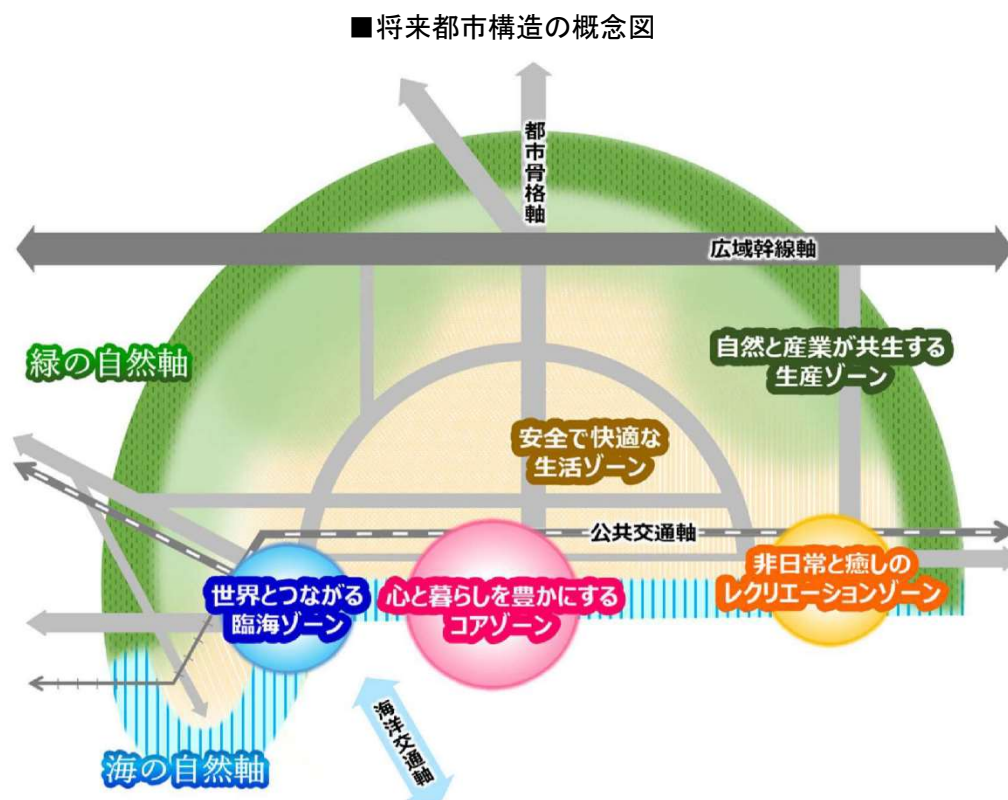 ■将来都市構造の概念図
都市骨格軸
広域幹線軸
緑の自然軸
自然と産業が共生する
生産ゾーン
安全で快適な
生活ゾーン
公共交通軸
世界とつながる
臨海ゾーン
心と暮らしを豊かにする
コアゾーン
非日常と癒しの
レクリエーションゾーン
海洋交通軸
海の自然軸